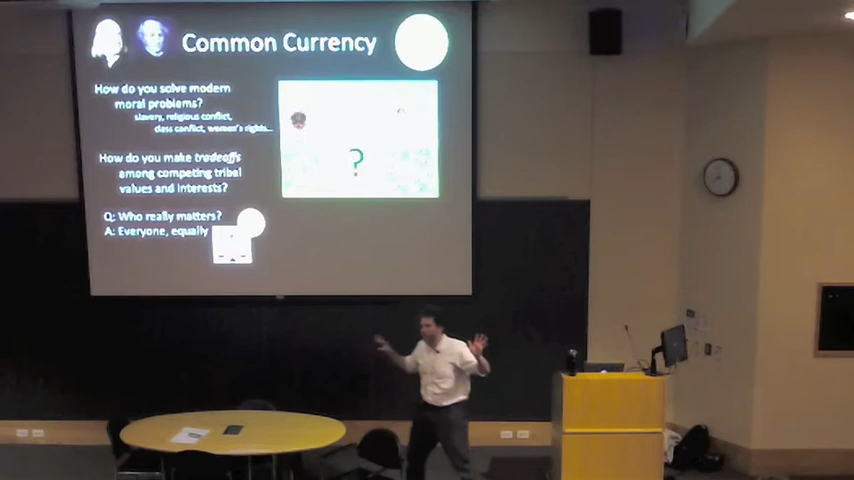 Common Currency
How do you solve modern
moral problems?
slavery, religious conflict,
class conflict, women's rights...
?
How do you make tradeoffs
among competing tribal
values and interests?
Q: Who really matters?
A: Everyone, equally